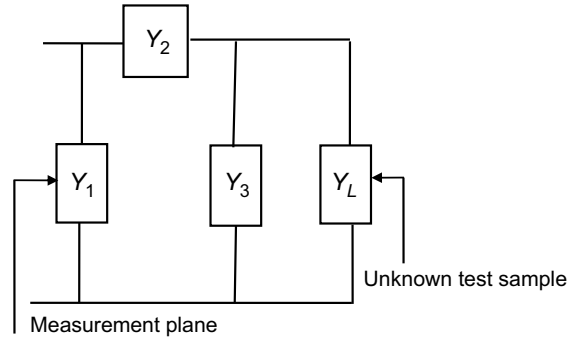 Y2
Y1
Y3
YL
Unknown test sample
Measurement plane